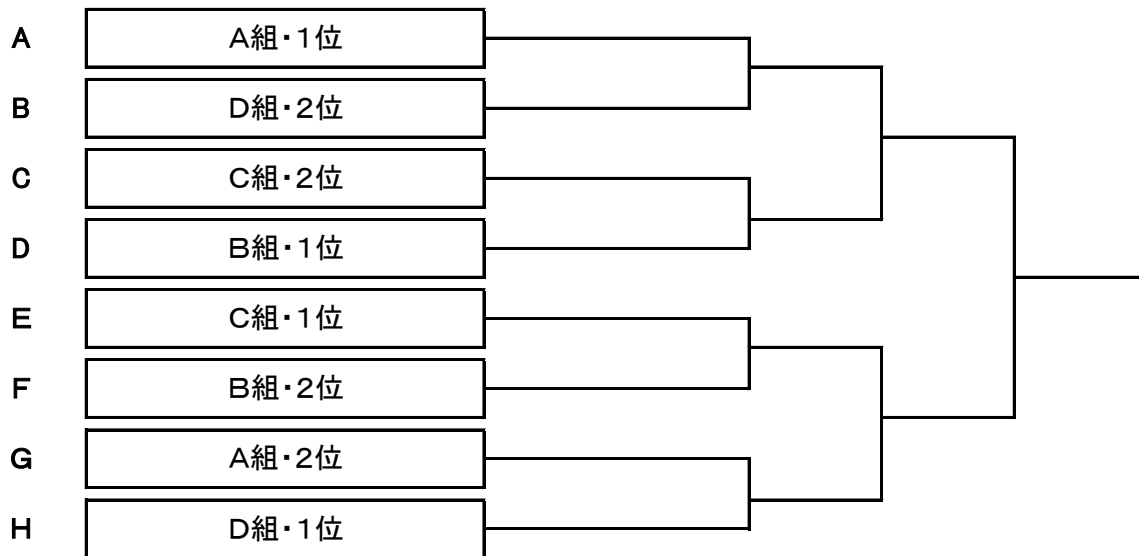 A A組・1位
B D組・2位
C C組・2位
D B組・1位
E C組・1位
F B組・2位
G A組・2位
H D組・1位